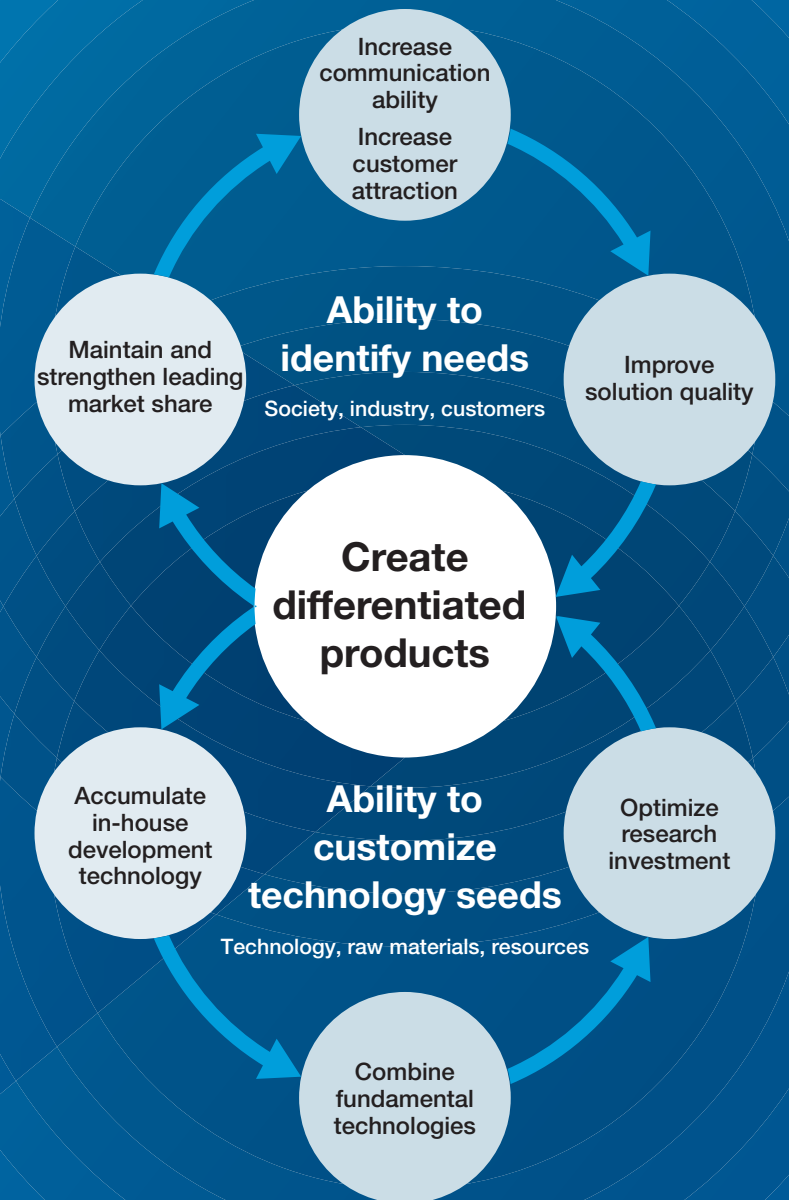 Increase
communication
ability
Increase
customer
attraction
Ability to
identify needs
Society, industry, customers
Maintain and
strengthen leading
market share
Improve
solution quality
Create
differentiated
products
Accumulate
in-house
development
technology
Ability to
customize
technology seeds
Technology, raw materials, resources
Optimize
research
investment
Combine
fundamental
technologies